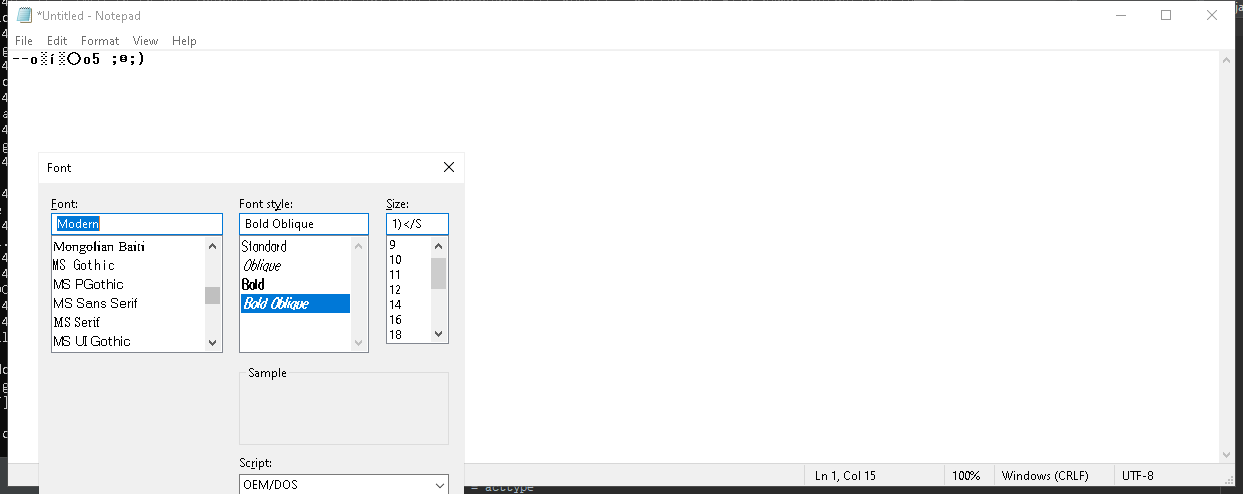 *Untitled - Notepad
File Edit Format View Help
--o░í░○o5 ;
Font
Font: Font style: Size:
Modern Bold Oblique 1)</S
Mongolian Baiti Standard 9
MS Gothic Oblique 10
MS PGothic Bold 11
MS Sans Serif Bold Oblique 12
MS Serif 14
MS UI Gothic 16
18
Sample
Script:
OEM/DOS
Ln 1, Col 15 100% Windows (CRLF) UTF-8
= acctype